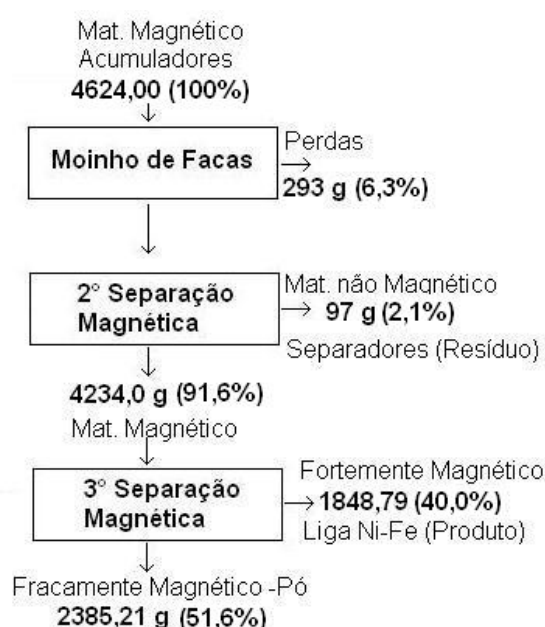 Mat. Magnético
Acumuladores
4624,00 (100%)
Moinho de Facas
Perdas
293 g (6,3%)
2° Separação
Magnética
Mat. não Magnético
97 g (2,1%)
Separadores (Resíduo)
4234,0 g (91,6%)
Mat. Magnético
3° Separação
Magnética
Fortemente Magnético
1848,79 (40,0%)
Liga Ni-Fe (Produto)
Fracamente Magnético -Pó
2385,21 g (51,6%)